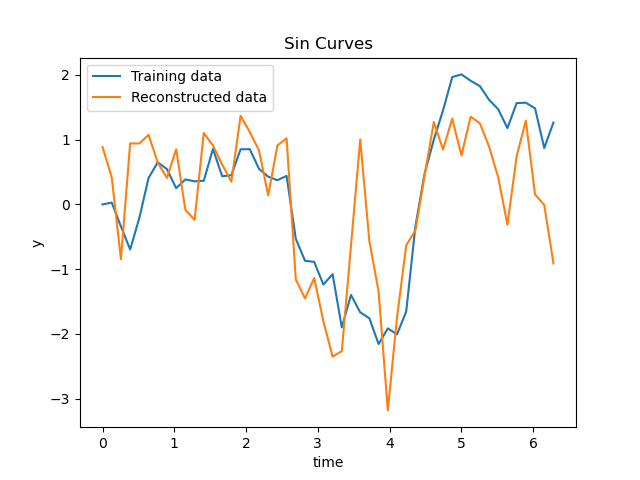 Sin Curves
Training data
Reconstructed data
2
1
0
−1
−2
−3
y
0 1 2 3 4 5 6
time